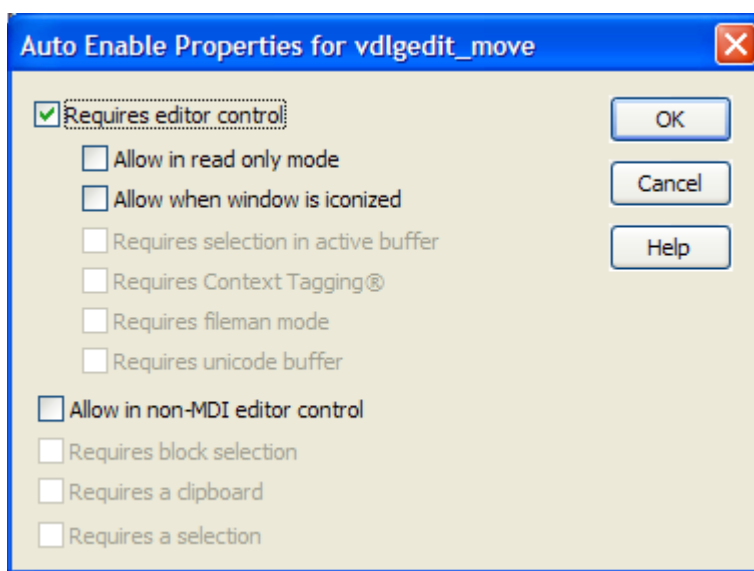 Auto Enable Properties for vdlgedit_move
Requires editor control
OK
Allow in read only mode
Allow when window is iconized
Cancel
Requires selection in active buffer
Help
Requires Context Tagging®
Requires fileman mode
Requires unicode buffer
Allow in non-MDI editor control
Requires block selection
Requires a clipboard
Requires a selection